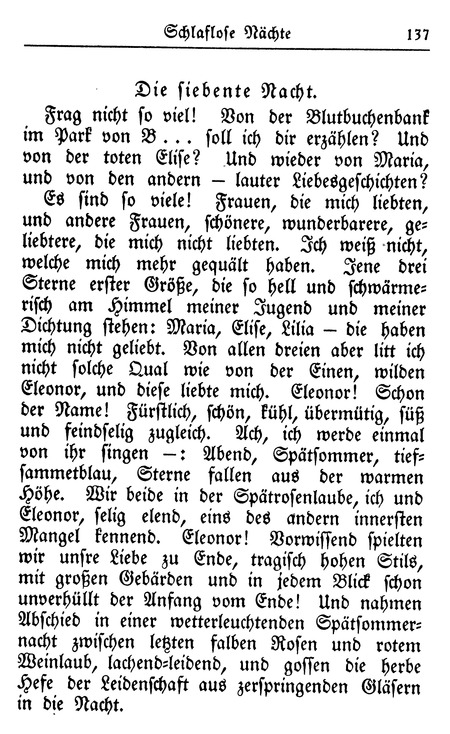 Schlaflose Nächte 137
Die siebente Nacht.
Frag nicht so viel! Von der Blutbuchenbank
im Park von B . . . soll ich dir erzählen? Und
von der toten Elise? Und wieder von Maria,
und von den andern — lauter Liebesgeschichten?
Es sind so viele! Frauen, die mich liebten,
und andere Frauen, schönere, wunderbarere, ge-
liebtere, die mich nicht liebten. Ich weiß nicht,
welche mich mehr gequält haben. Jene drei
Sterne erster Größe, die so hell und schwärme-
risch am Himmel meiner Jugend und meiner
Dichtung stehen: Maria, Elise, Lilia — die haben
mich nicht geliebt. Von allen dreien aber litt ich
nicht solche Qual wie von der Einen, wilden
Eleonor, und diese liebte mich. Eleonor! Schon
der Name! Fürstlich, schön, kühl, übermütig, süß
und feindselig zugleich. Ach, ich werde einmal
von ihr singen —: Abend, Spätsommer, tief-
sammetblau, Sterne fallen aus der warmen
Höhe. Wir beide in der Spätrosenlaube, ich und
Eleonor, selig elend, eins des andern innersten
Mangel kennend. Eleonor! Vorwissend spielten
wir unsre Liebe zu Ende, tragisch hohen Stils,
mit großen Gebärden und in jedem Blick schon
unverhüllt der Anfang vom Ende! Und nahmen
Abschied in einer wetterleuchtenden Spätsommer-
nacht zwischen letzten falben Rosen und rotem
Weinlaub, lachend-leidend, und gossen die herbe
Hefe der Leidenschaft aus zerspringenden Gläsern
in die Nacht.